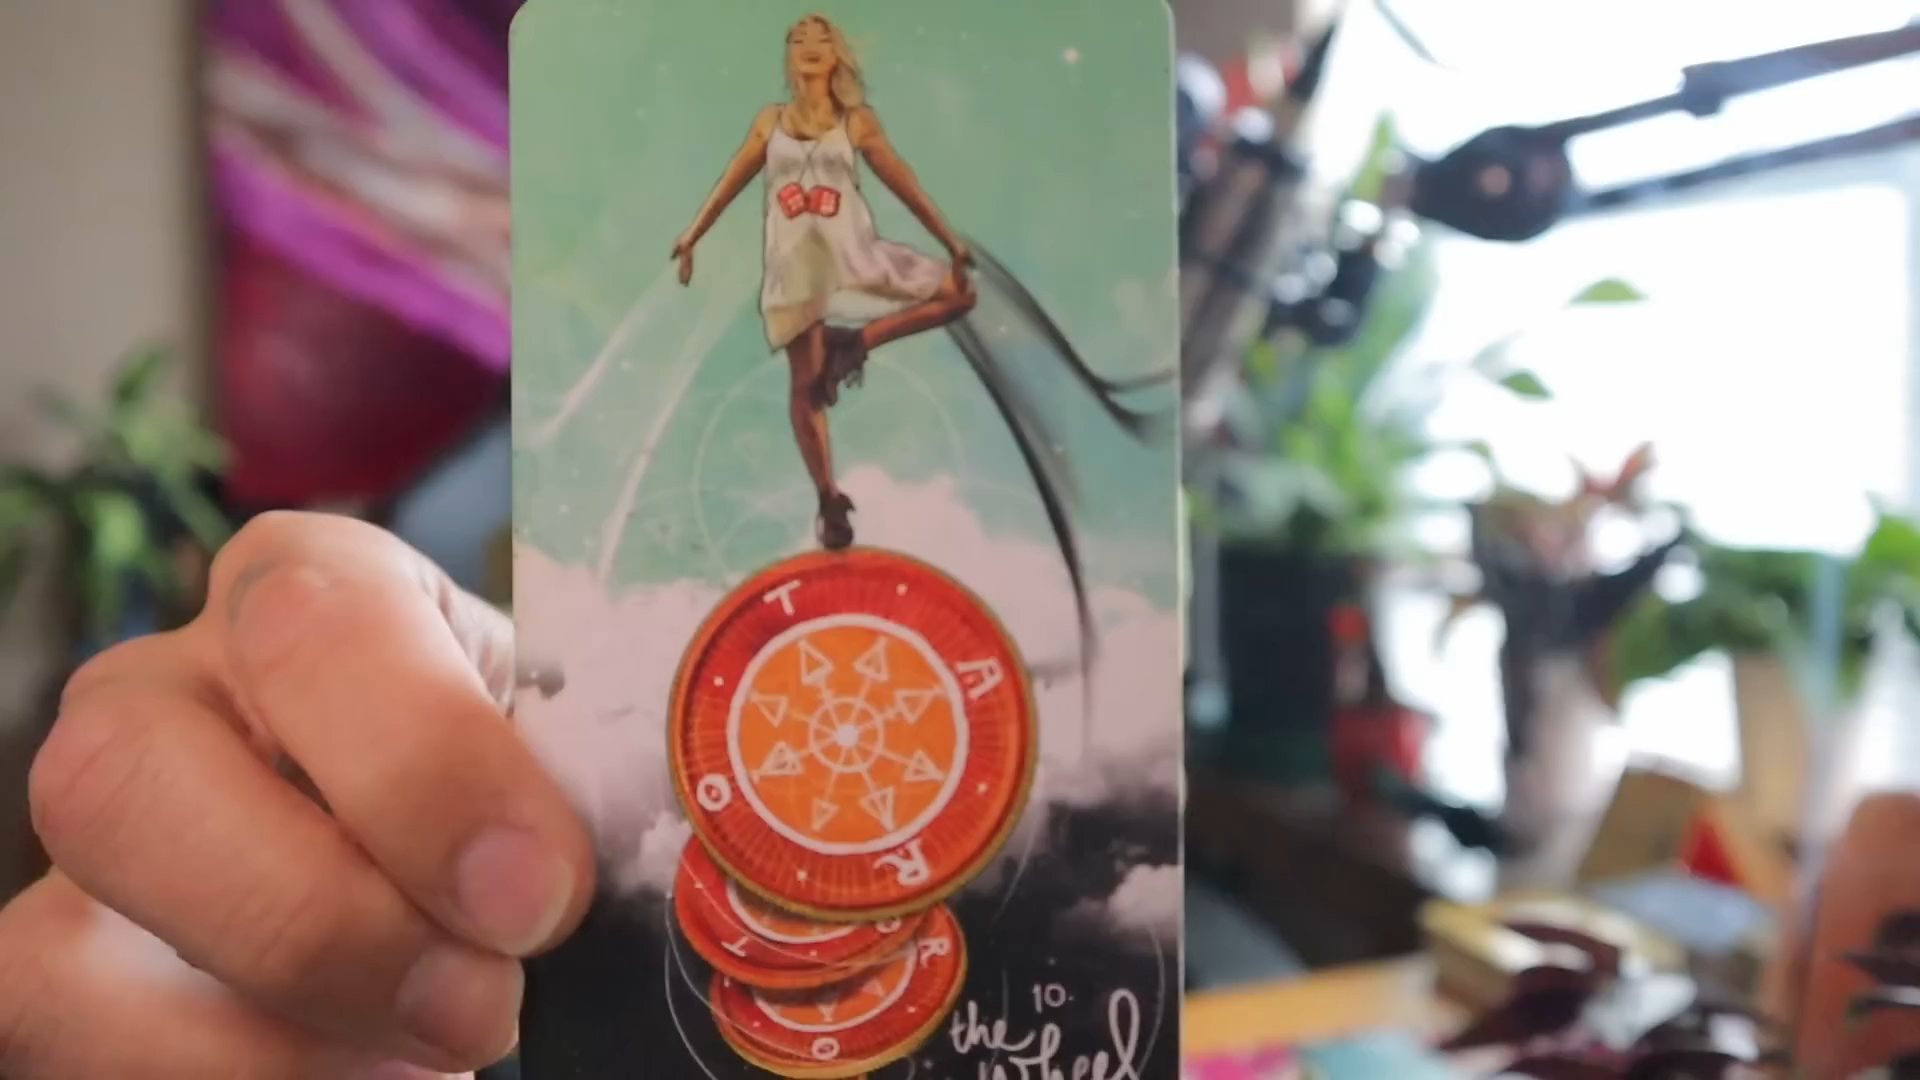 T A R O
T O R
A Y O
10.
the
wheel